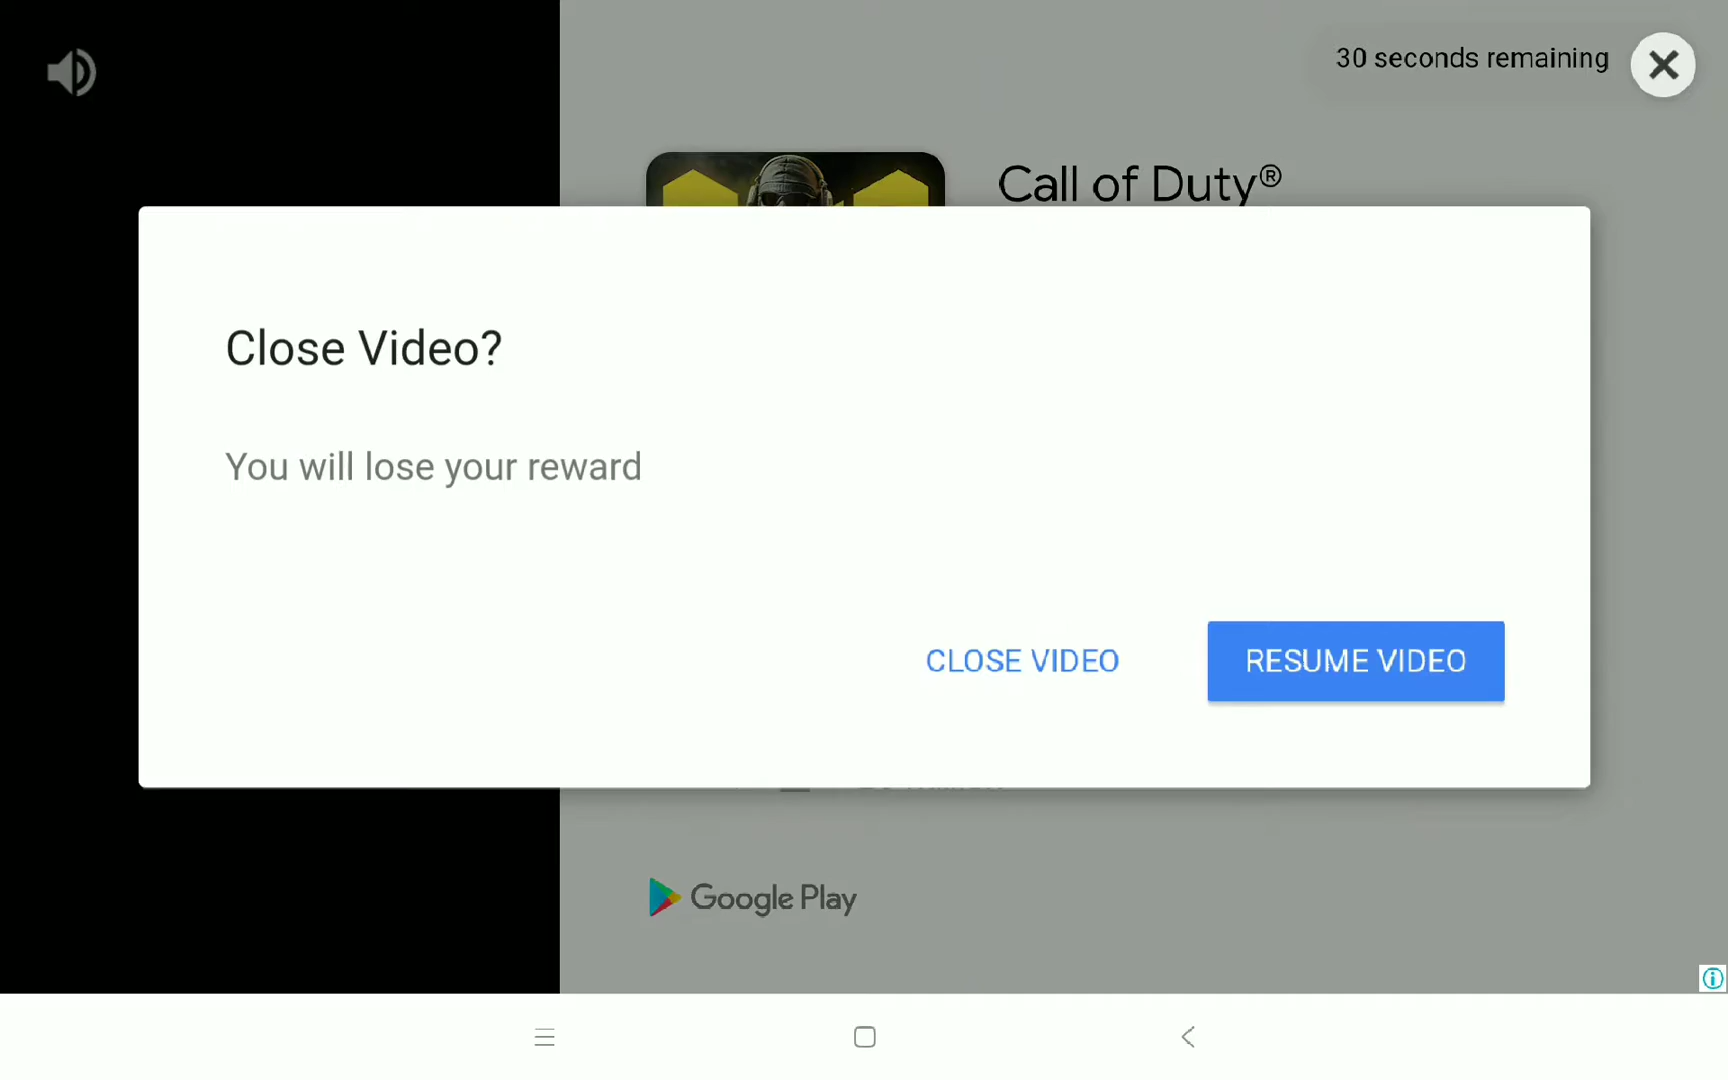 30 seconds remaining
Call of Duty®
Close Video?
You will lose your reward
CLOSE VIDEO
RESUME VIDEO
Google Play